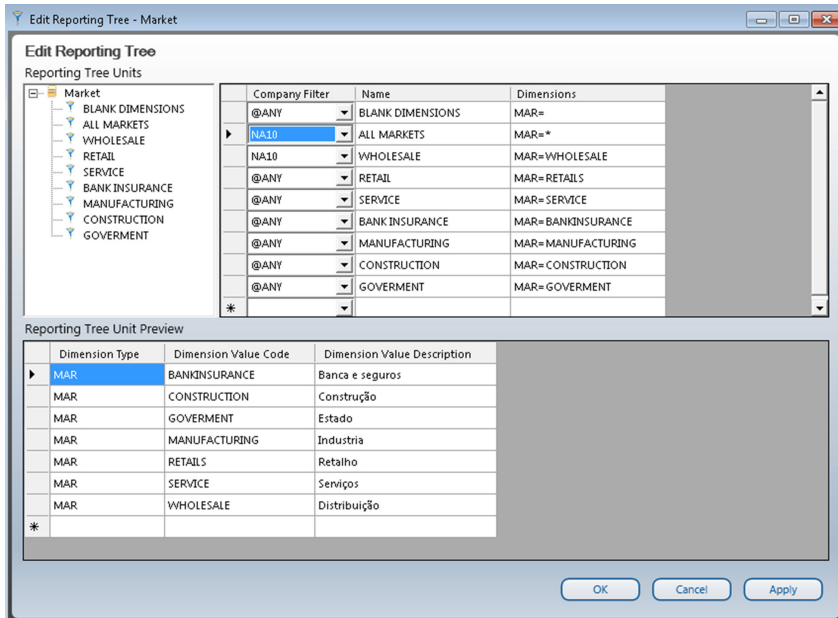 Edit Reporting Tree - Market
Edit Reporting Tree
Reporting Tree Units
Market
BLANK DIMENSIONS
ALL MARKETS
WHOLESALE
RETAIL
SERVICE
BANK INSURANCE
MANUFACTURING
CONSTRUCTION
GOVERMENT
Company Filter Name Dimensions
@ANY BLANK DIMENSIONS MAR=
NA10 ALL MARKETS MAR=*
NA10 WHOLESALE MAR=WHOLESALE
@ANY RETAIL MAR=RETAILS
@ANY SERVICE MAR=SERVICE
@ANY BANK INSURANCE MAR=BANKINSURANCE
@ANY MANUFACTURING MAR=MANUFACTURING
@ANY CONSTRUCTION MAR=CONSTRUCTION
@ANY GOVERMENT MAR=GOVERMENT
Reporting Tree Unit Preview
Dimension Type Dimension Value Code Dimension Value Description
MAR BANKINSURANCE Banca e seguros
MAR CONSTRUCTION Construção
MAR GOVERMENT Estado
MAR MANUFACTURING Industria
MAR RETAILS Retalho
MAR SERVICE Serviços
MAR WHOLESALE Distribuição
OK Cancel Apply